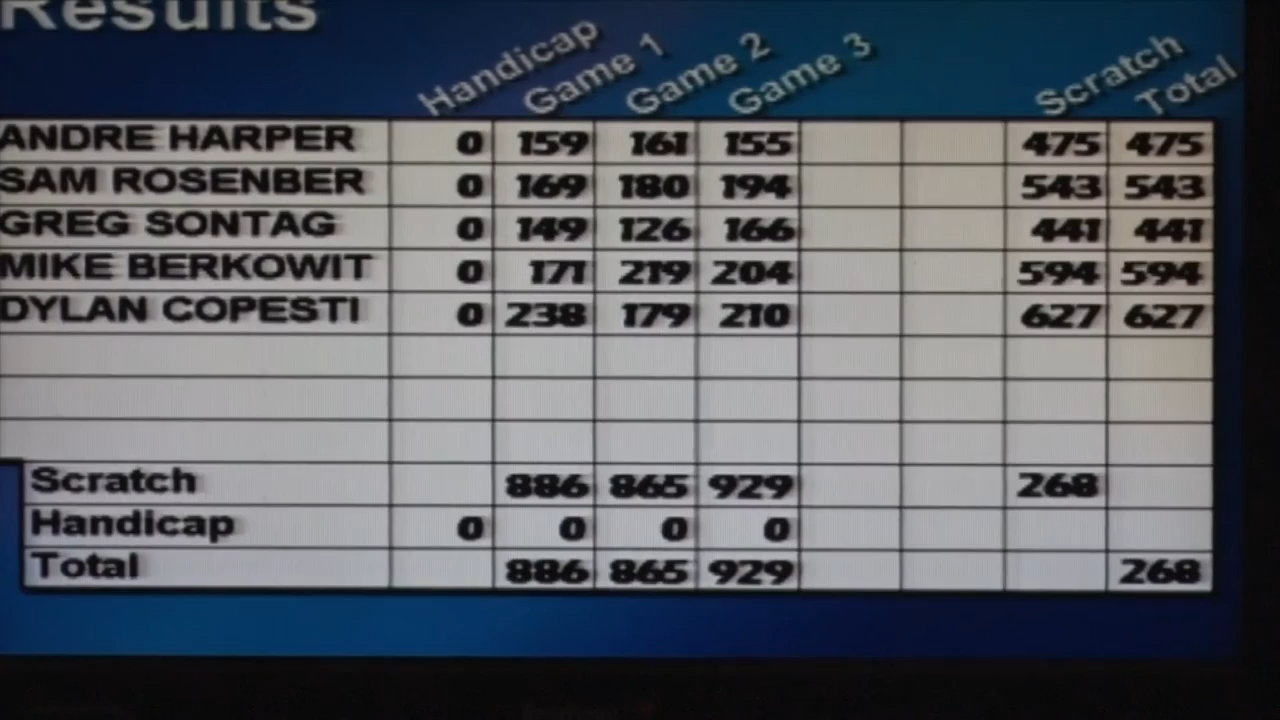 Results
Handicap Game 1 Game 2 Game 3 Scratch Total
ANDRE HARPER 0 159 161 155 475 475
SAM ROSENBER 0 169 180 194 543 543
GREG SONTAG 0 149 126 166 441 441
MIKE BERKOWIT 0 171 219 204 594 594
DYLAN COPESTI 0 238 179 210 627 627
Scratch 886 865 929 268
Handicap 0 0 0 0
Total 886 865 929 268